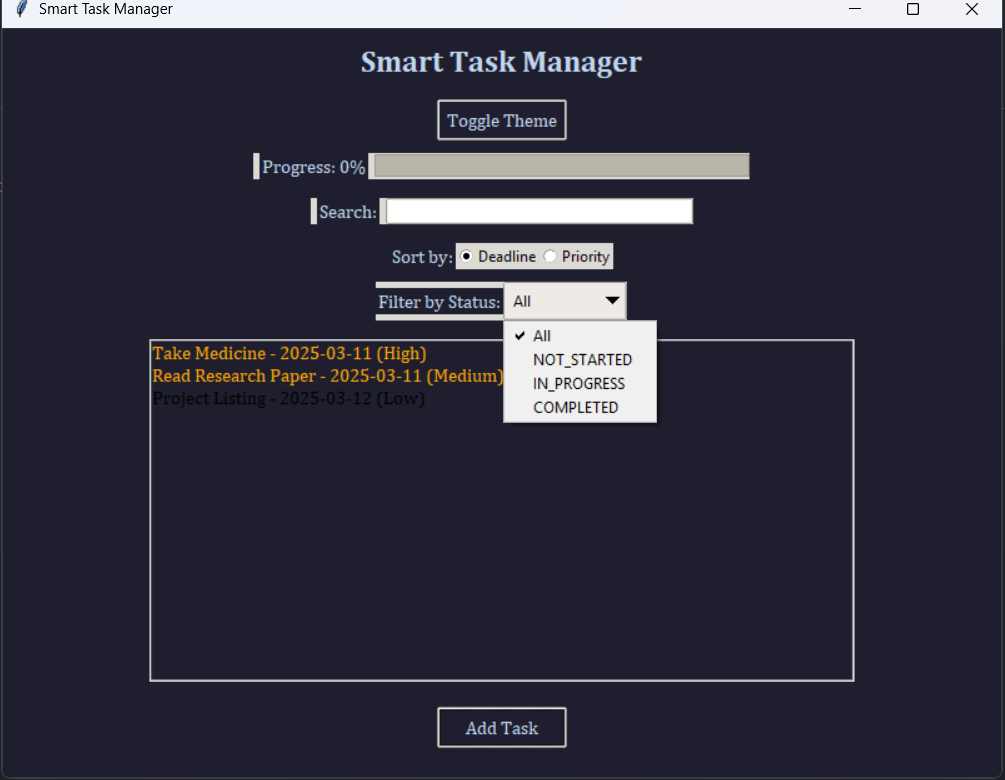 Smart Task Manager
Smart Task Manager
Toggle Theme
Progress: 0%
Search:
Sort by: Deadline Priority
Filter by Status: All
All
NOT_STARTED
IN_PROGRESS
COMPLETED
Take Medicine - 2025-03-11 (High)
Read Research Paper - 2025-03-11 (Medium)
Project Listing - 2025-03-12 (Low)
Add Task